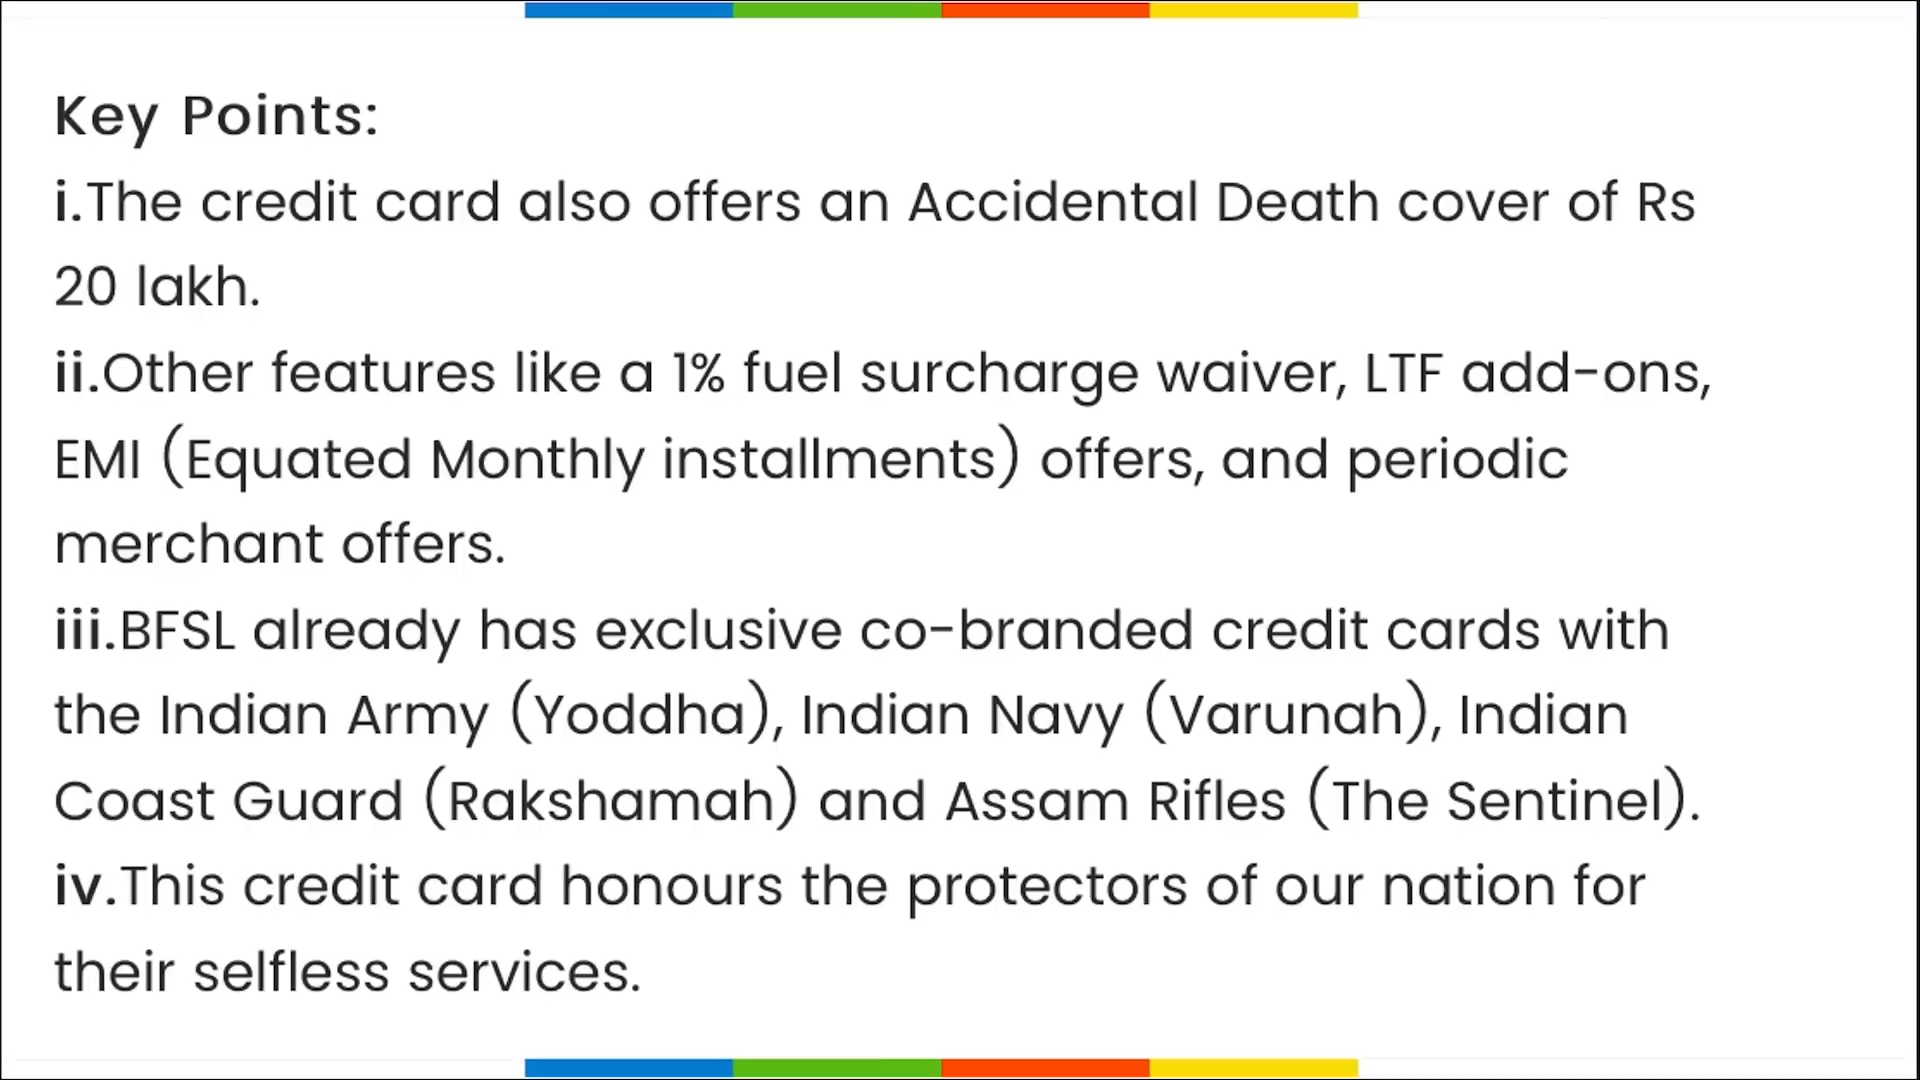 Key Points:
i.The credit card also offers an Accidental Death cover of Rs
20 lakh.
ii.Other features like a 1% fuel surcharge waiver, LTF add-ons,
EMI (Equated Monthly installments) offers, and periodic
merchant offers.
iii.BFSL already has exclusive co-branded credit cards with
the Indian Army (Yoddha), Indian Navy (Varunah), Indian
Coast Guard (Rakshamah) and Assam Rifles (The Sentinel).
iv.This credit card honours the protectors of our nation for
their selfless services.